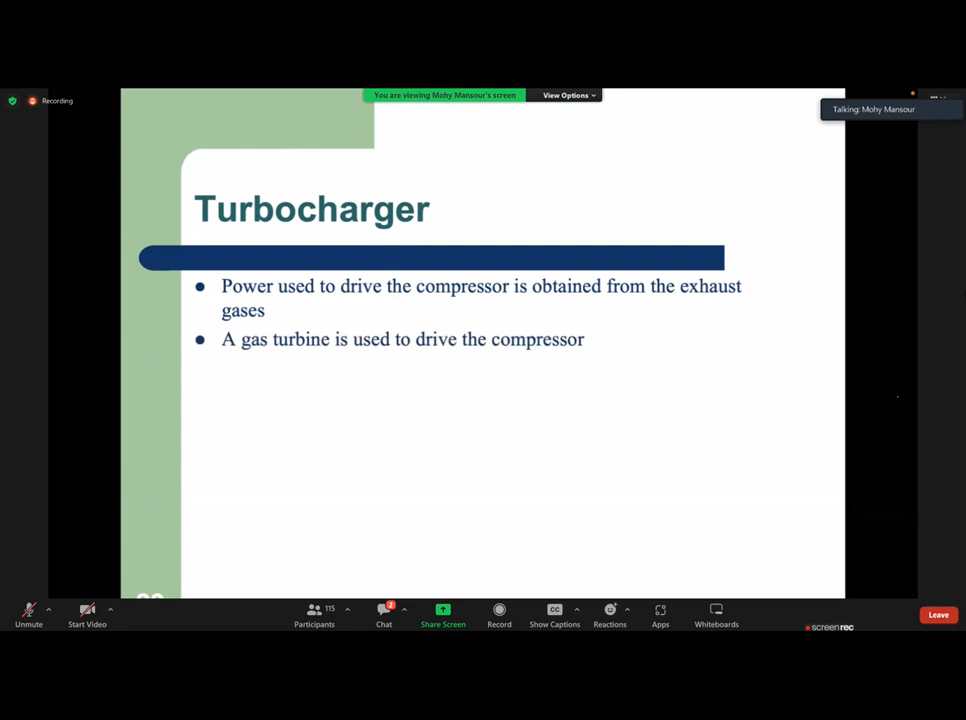 Recording
You are viewing Mohy Mansour's screen
View Options
Talking: Mohy Mansour
Turbocharger
Power used to drive the compressor is obtained from the exhaust
gases
A gas turbine is used to drive the compressor
Unmute
Start Video
115
Participants
2
Chat
Share Screen
Record
CC
Show Captions
Reactions
Apps
Whiteboards
Leave
screenrec